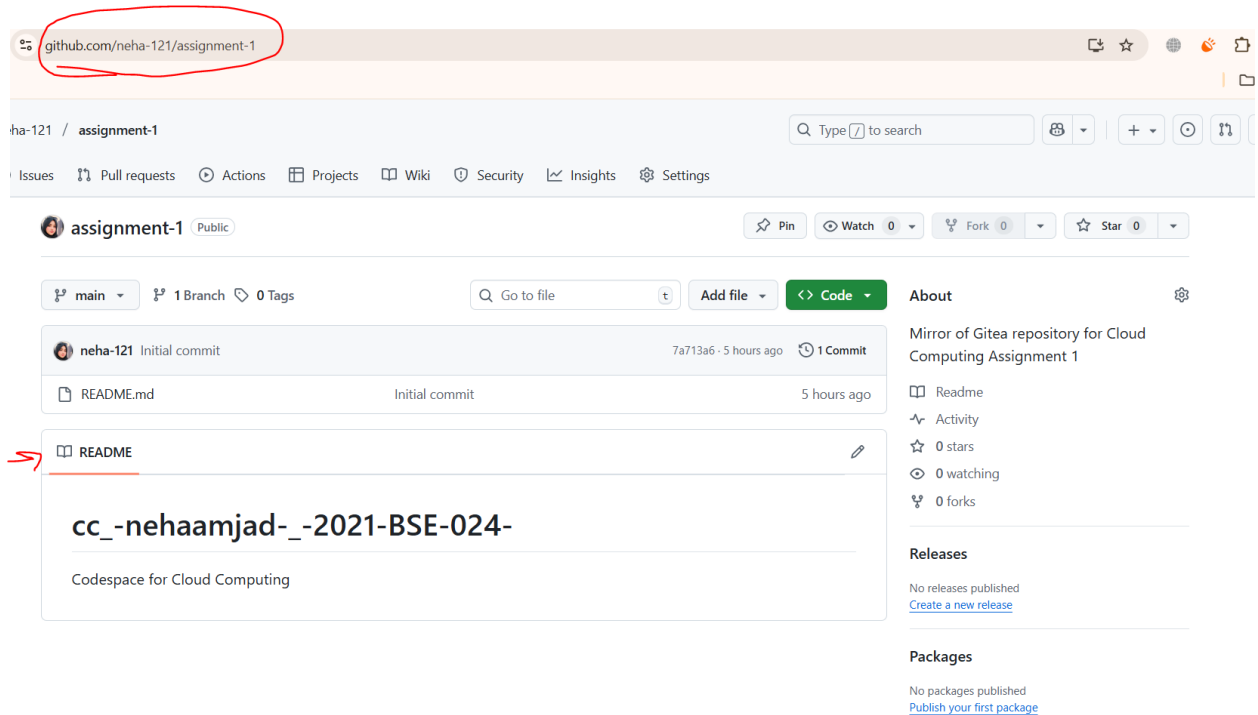 github.com/neha-121/assignment-1
ha-121 / assignment-1
Type / to search
Issues Pull requests Actions Projects Wiki Security Insights Settings
assignment-1 Public
Pin Watch 0 Fork 0 Star 0
main 1 Branch 0 Tags Go to file t Add file Code
neha-121 Initial commit 7a713a6 · 5 hours ago 1 Commit
README.md Initial commit 5 hours ago
README
cc_-nehaamjad-_-2021-BSE-024-
Codespace for Cloud Computing
About
Mirror of Gitea repository for Cloud
Computing Assignment 1
Readme
Activity
0 stars
0 watching
0 forks
Releases
No releases published
Create a new release
Packages
No packages published
Publish your first package